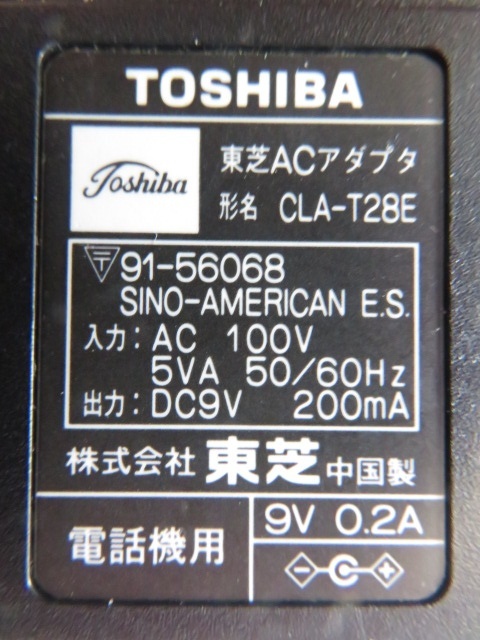 TOSHIBA
Toshiba
東芝ACアダプタ
形名 CLA-T28E
〒91-56068
SINO-AMERICAN E.S.
入力: AC 100V
5VA 50/60Hz
出力: DC9V 200mA
株式会社 東芝 中国製
電話機用
9V 0.2A